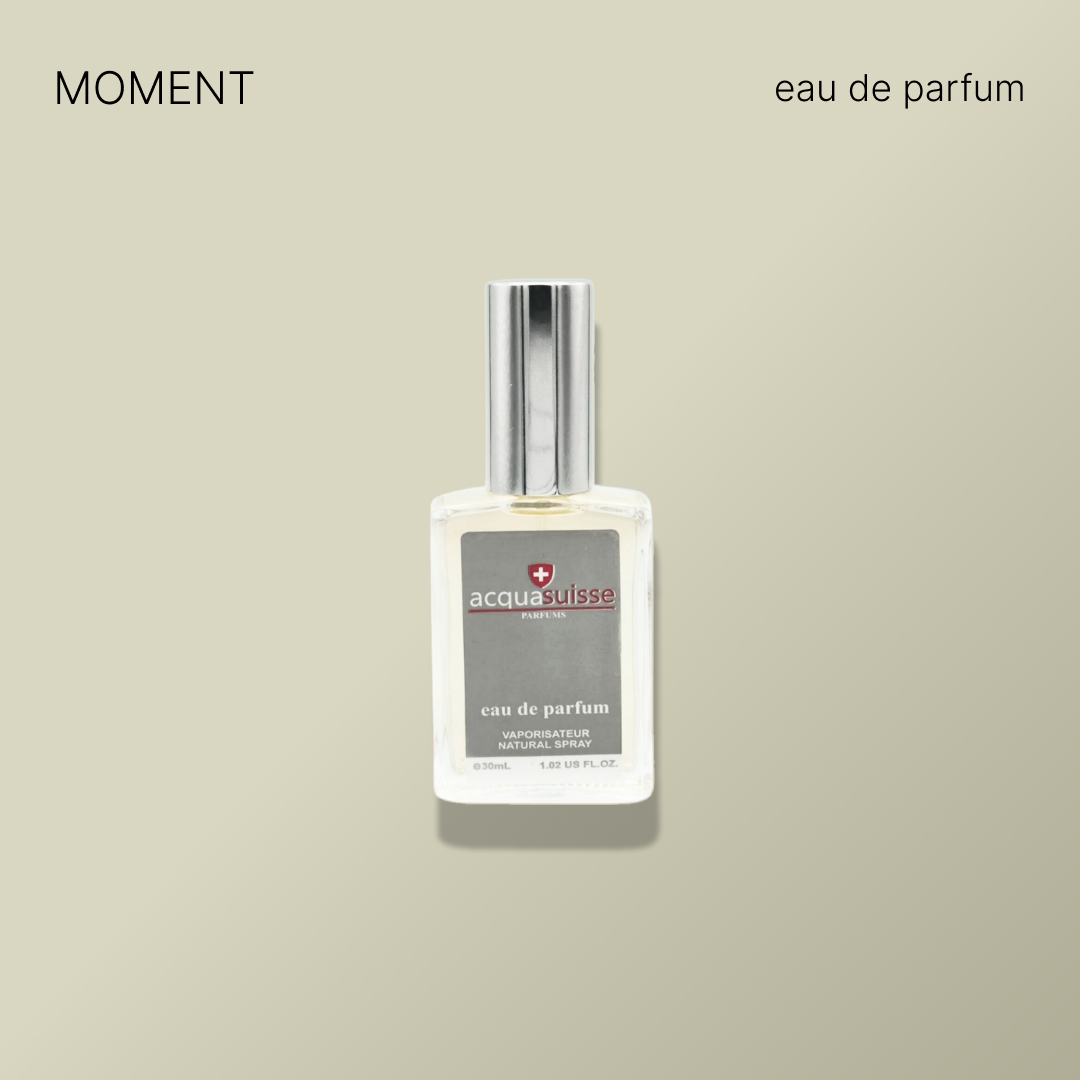 MOMENT
eau de parfum
acquasuisse
PARFUMS
eau de parfum
VAPORISATEUR
NATURAL SPRAY
℮30mL 1.02 US FL.OZ.